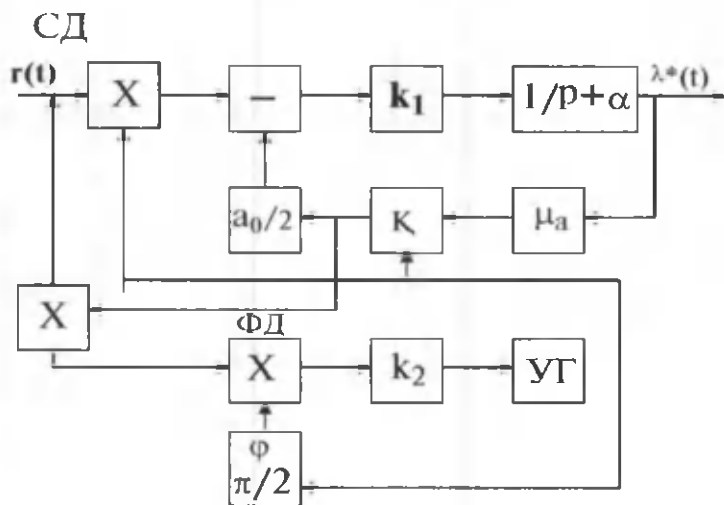 СД
r(t)
X
−
k₁
1/p+α
λ*(t)
a₀/2
K
μₐ
X
ФД
X
k₂
УГ
φ
π/2